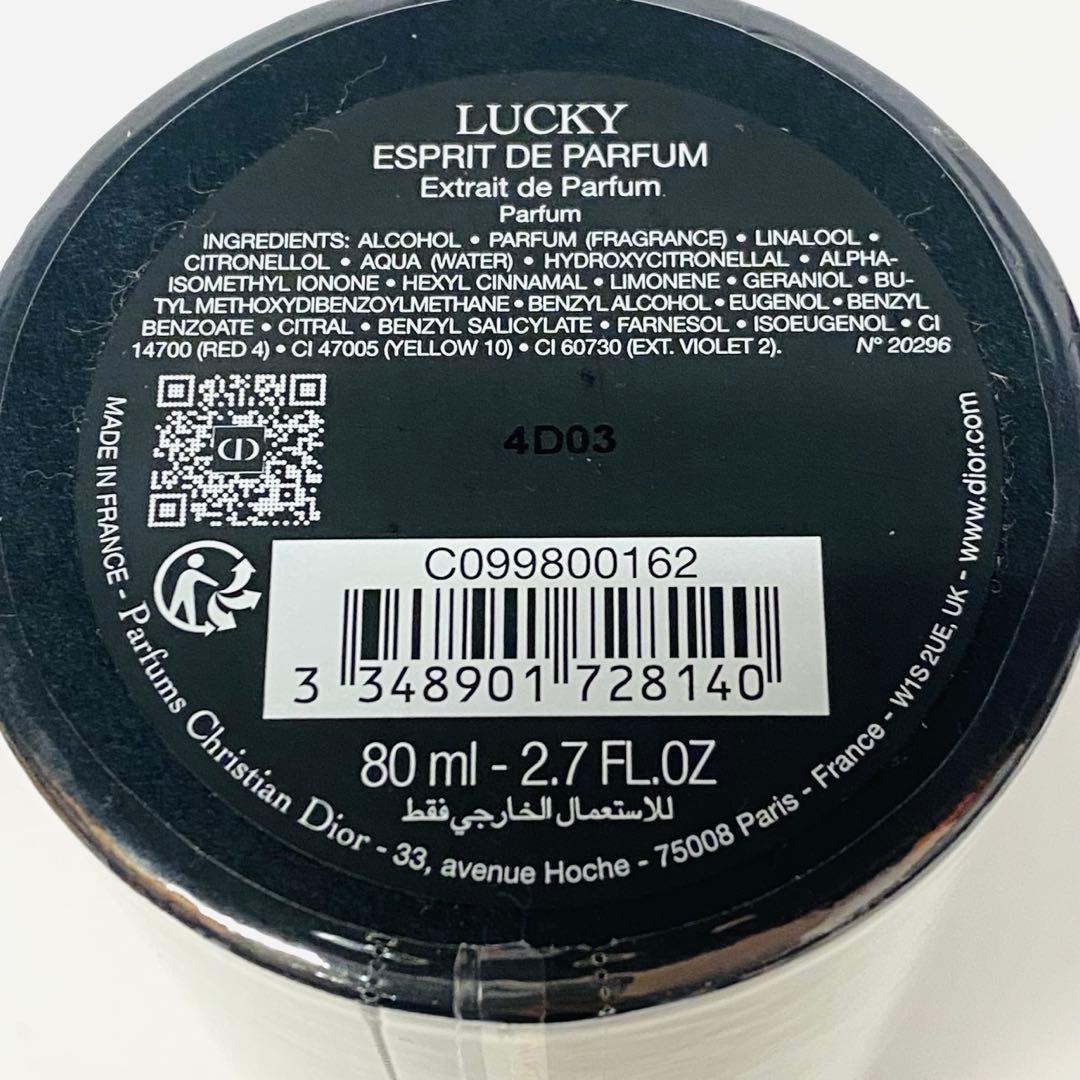 LUCKY
ESPRIT DE PARFUM
Extrait de Parfum
Parfum
INGREDIENTS: ALCOHOL • PARFUM (FRAGRANCE) • LINALOOL •
CITRONELLOL • AQUA (WATER) • HYDROXYCITRONELLAL • ALPHA-
ISOMETHYL IONONE • HEXYL CINNAMAL • LIMONENE • GERANIOL • BU-
TYL METHOXYDIBENZOYLMETHANE • BENZYL ALCOHOL • EUGENOL • BENZYL
BENZOATE • CITRAL • BENZYL SALICYLATE • FARNESOL • ISOEUGENOL • CI
14700 (RED 4) • CI 47005 (YELLOW 10) • CI 60730 (EXT. VIOLET 2). N° 20296
4D03
C099800162
3 348901 728140
80 ml - 2.7 FL.OZ
للاستعمال الخارجي فقط
MADE IN FRANCE - Parfums Christian Dior - 33, avenue Hoche - 75008 Paris - France - W1S 2UE, UK - www.dior.com